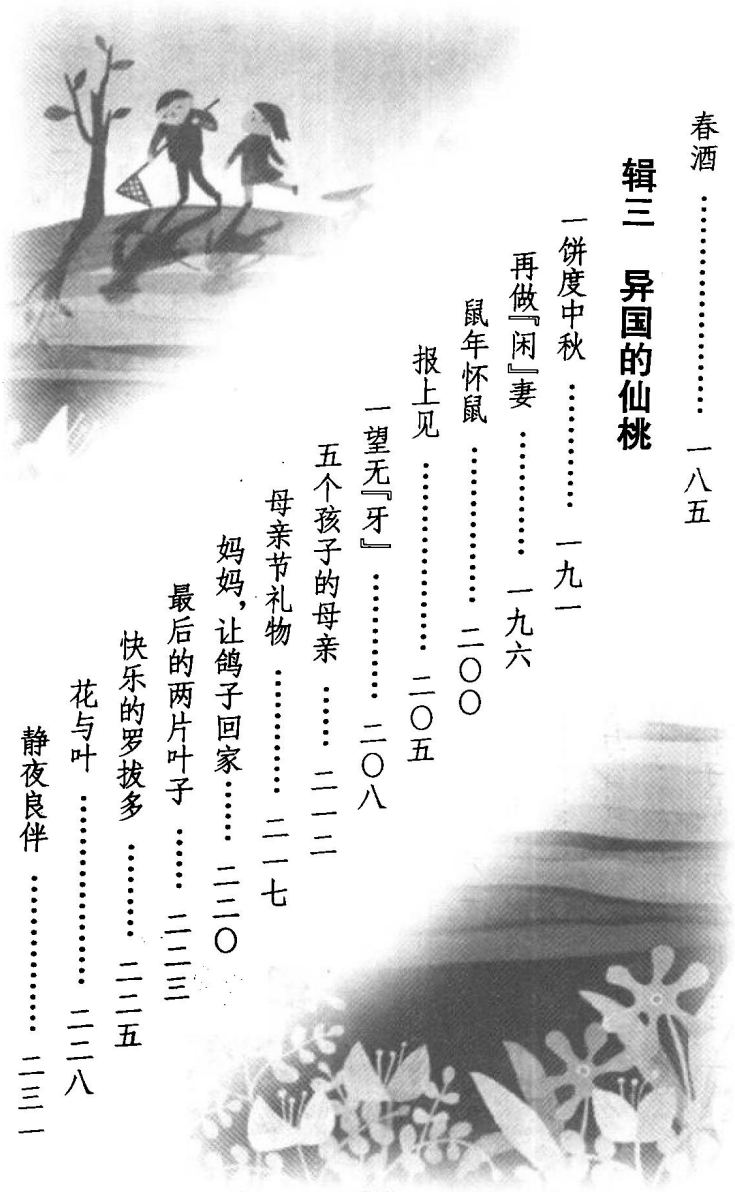 春酒 …………………… 一八五
辑三 异国的仙桃
一饼度中秋 ………… 一九一
再做『闲』妻 ………… 一九六
鼠年怀鼠 …………… 二〇〇
报上见 ……………… 二〇五
一望无『牙』 ………… 二〇八
五个孩子的母亲 …… 二一二
母亲节礼物 ………… 二一七
妈妈，让鸽子回家 …… 二二〇
最后的两片叶子 …… 二二三
快乐的罗拔多 ……… 二二五
花与叶 ……………… 二二八
静夜良伴 …………… 二三一